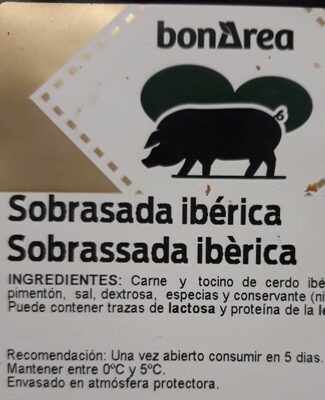 bonÀrea
Sobrasada ibérica
Sobrassada ibèrica
INGREDIENTES: Carne y tocino de cerdo ibé
pimentón, sal, dextrosa, especias y conservante (ni
Puede contener trazas de lactosa y proteína de la le
Recomendación: Una vez abierto consumir en 5 dias.
Mantener entre 0ºC y 5ºC.
Envasado en atmósfera protectora.